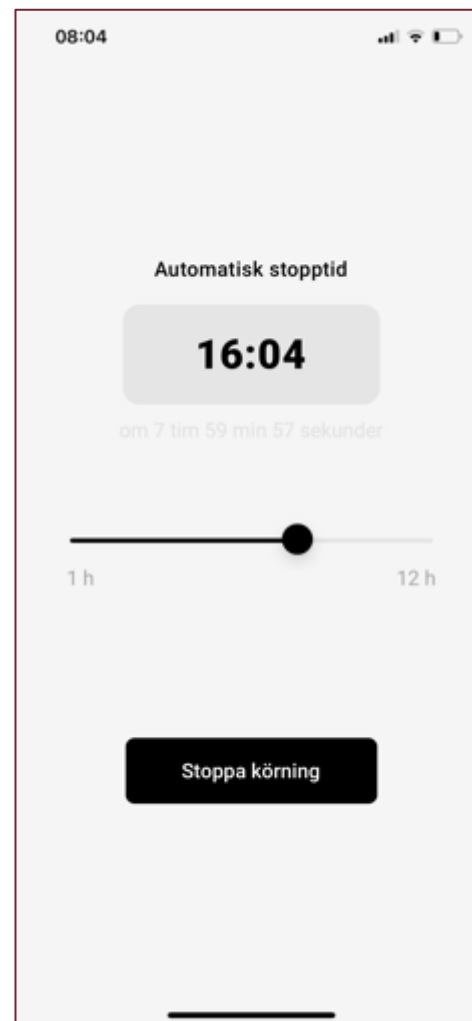 08:04
Automatisk stopptid
16:04
om 7 tim 59 min 57 sekunder
1 h
12 h
Stoppa körning